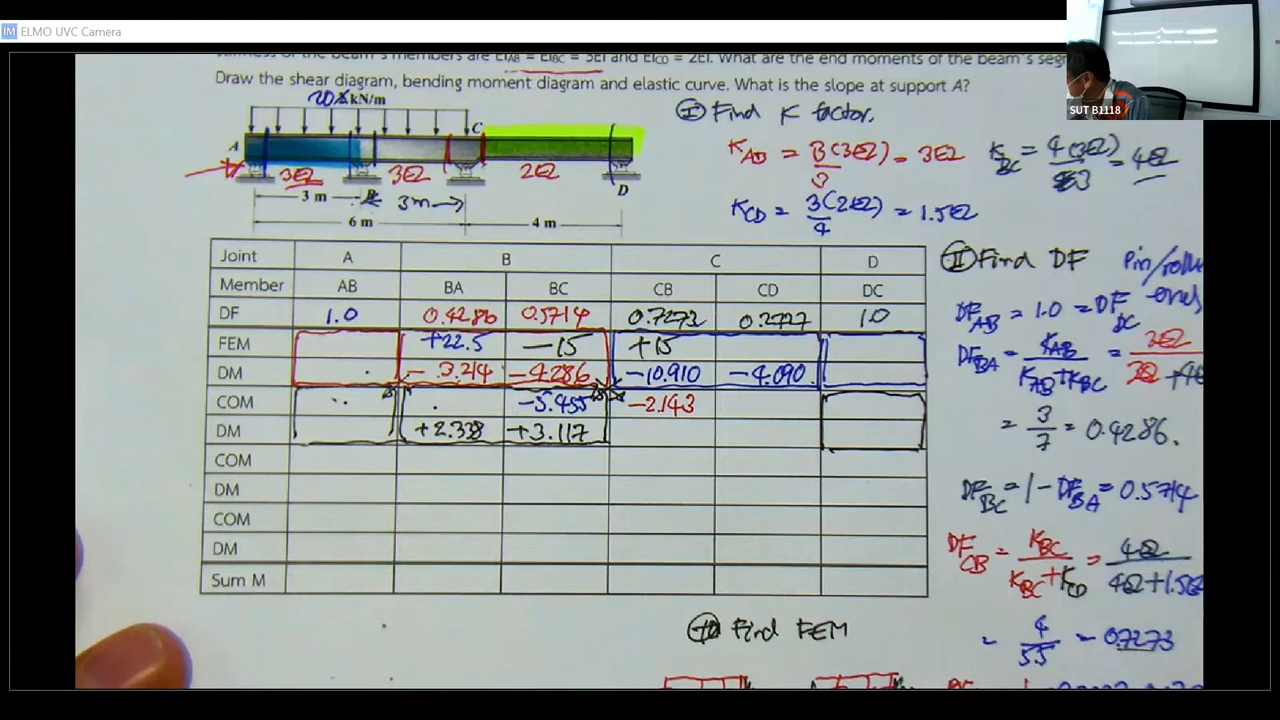 ELMO UVC Camera
stiffness of the beam's members are EI_AB = EI_BC = 3EI and EI_CD = 2EI. What are the end moments of the beam's seg
Draw the shear diagram, bending moment diagram and elastic curve. What is the slope at support A?
SUT B1118
20 kN/m
A
C
B
D
3EI
3EI
2EI
3 m
3m
6 m
4 m
I Find K factor.
K_AB = 3(3EI)/3 = 3EI
K_BC = 4(3EI)/3 = 4EI
K_CD = 3(2EI)/4 = 1.5EI
Joint A B C D
Member AB BA BC CB CD DC
DF 1.0 0.4286 0.5714 0.7273 0.2727 1.0
FEM +22.5 -15 +15
DM -3.214 -4.286 -10.910 -4.090
COM -5.455 -2.143
DM +2.338 +3.117
COM
DM
COM
DM
Sum M
II Find DF Pin/roller ends
DF_AB = 1.0 = DF_DC
DF_BA = K_AB/(K_AB+K_BC) = 3EI/
= 3/7 = 0.4286.
DF_BC = 1 - DF_BA = 0.5714
DF_CB = K_BC/(K_BC+K_CD) = 4EI/(4EI+1.5EI
= 4/5.5 = 0.7273
Find FEM